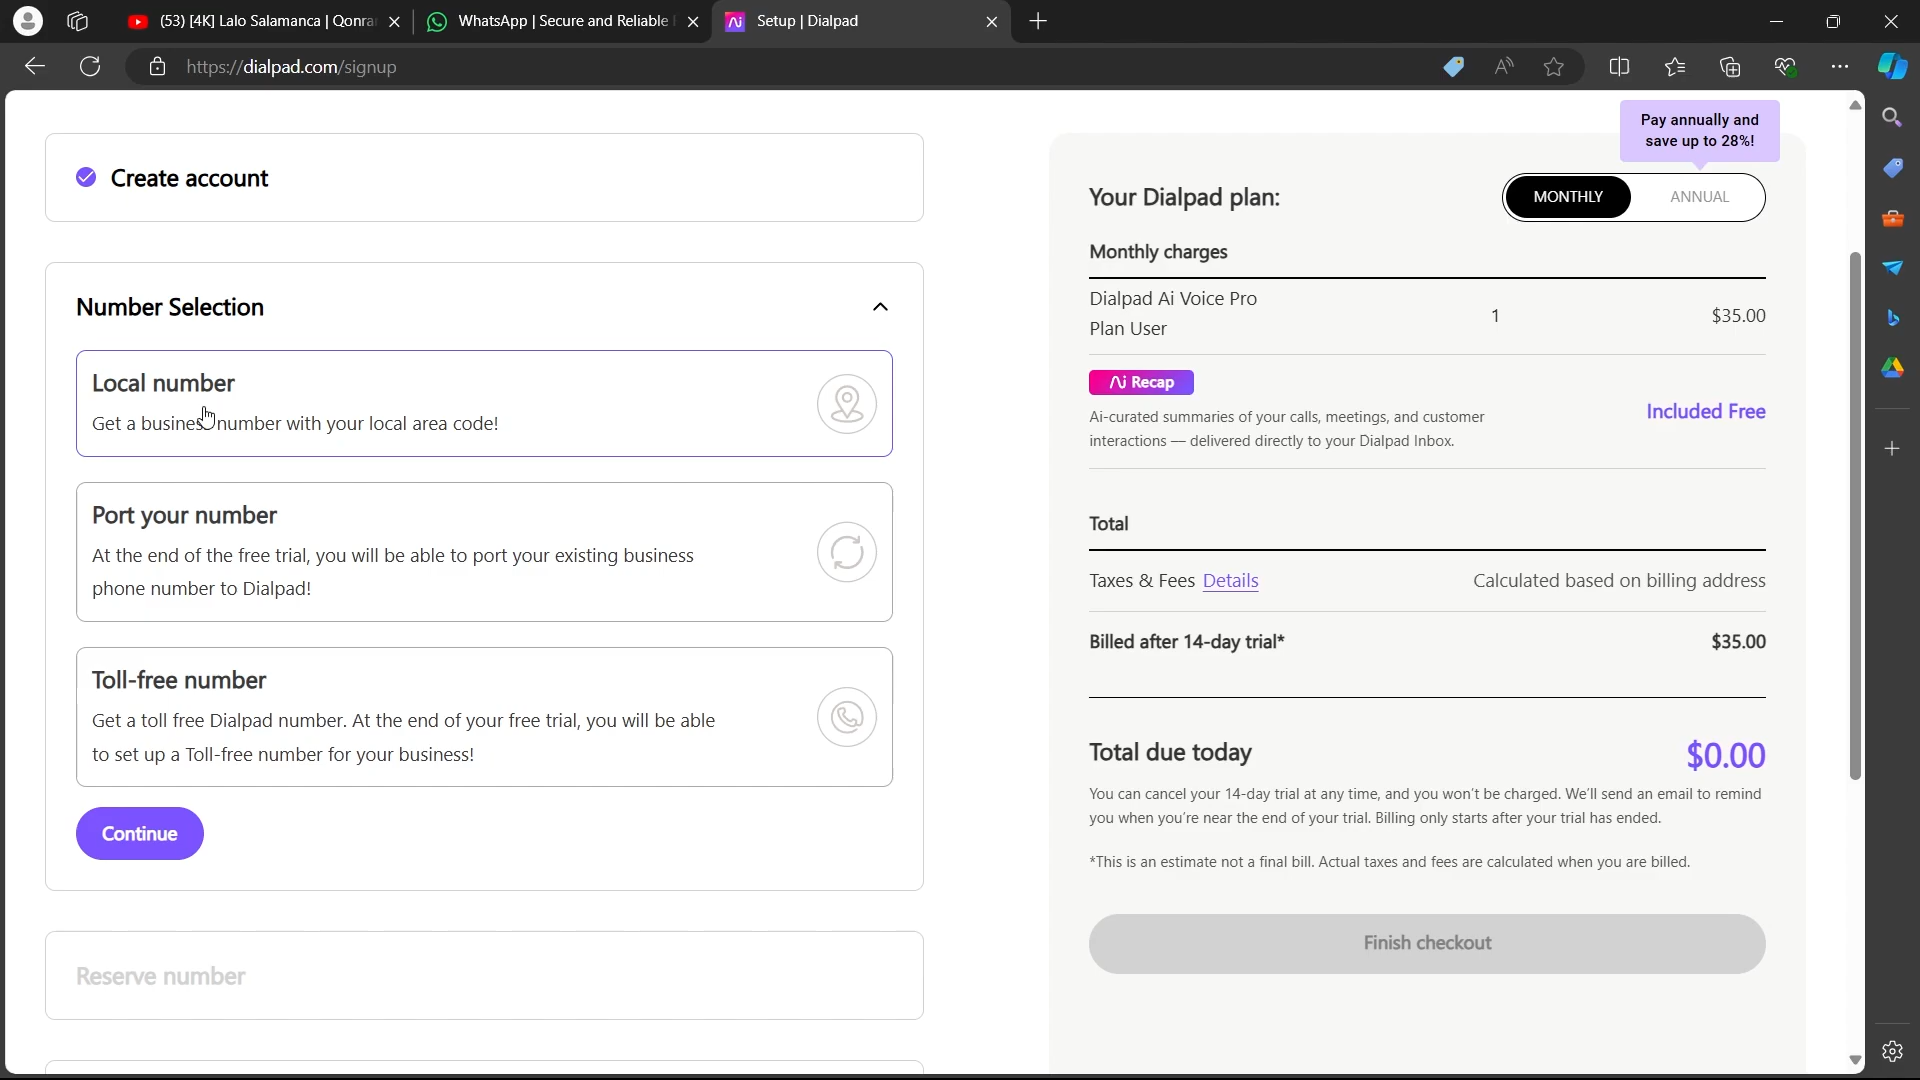 (53) [4K] Lalo Salamanca | Qonra
WhatsApp | Secure and Reliable
Setup | Dialpad
https://dialpad.com/signup
Create account
Number Selection
Local number
Get a business number with your local area code!
Port your number
At the end of the free trial, you will be able to port your existing business
phone number to Dialpad!
Toll-free number
Get a toll free Dialpad number. At the end of your free trial, you will be able
to set up a Toll-free number for your business!
Continue
Reserve number
Pay annually and
save up to 28%!
Your Dialpad plan:
MONTHLY
ANNUAL
Monthly charges
Dialpad Ai Voice Pro
Plan User
1
$35.00
Ai Recap
Ai-curated summaries of your calls, meetings, and customer
interactions — delivered directly to your Dialpad Inbox.
Included Free
Total
Taxes & Fees Details
Calculated based on billing address
Billed after 14-day trial*
$35.00
Total due today
$0.00
You can cancel your 14-day trial at any time, and you won't be charged. We'll send an email to remind
you when you're near the end of your trial. Billing only starts after your trial has ended.
*This is an estimate not a final bill. Actual taxes and fees are calculated when you are billed.
Finish checkout